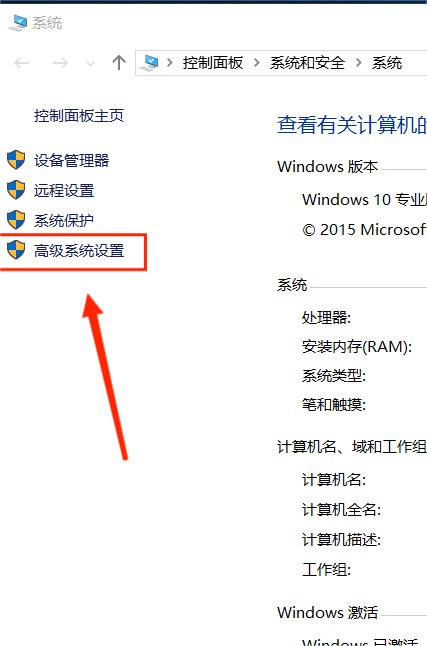 系统
控制面板 系统和安全 系统
控制面板主页
设备管理器
远程设置
系统保护
高级系统设置
查看有关计算机的
Windows 版本
Windows 10 专业
© 2015 Microsof
系统
处理器:
安装内存(RAM):
系统类型:
笔和触摸:
计算机名、域和工作组
计算机名:
计算机全名:
计算机描述:
工作组:
Windows 激活
Windows 已激活